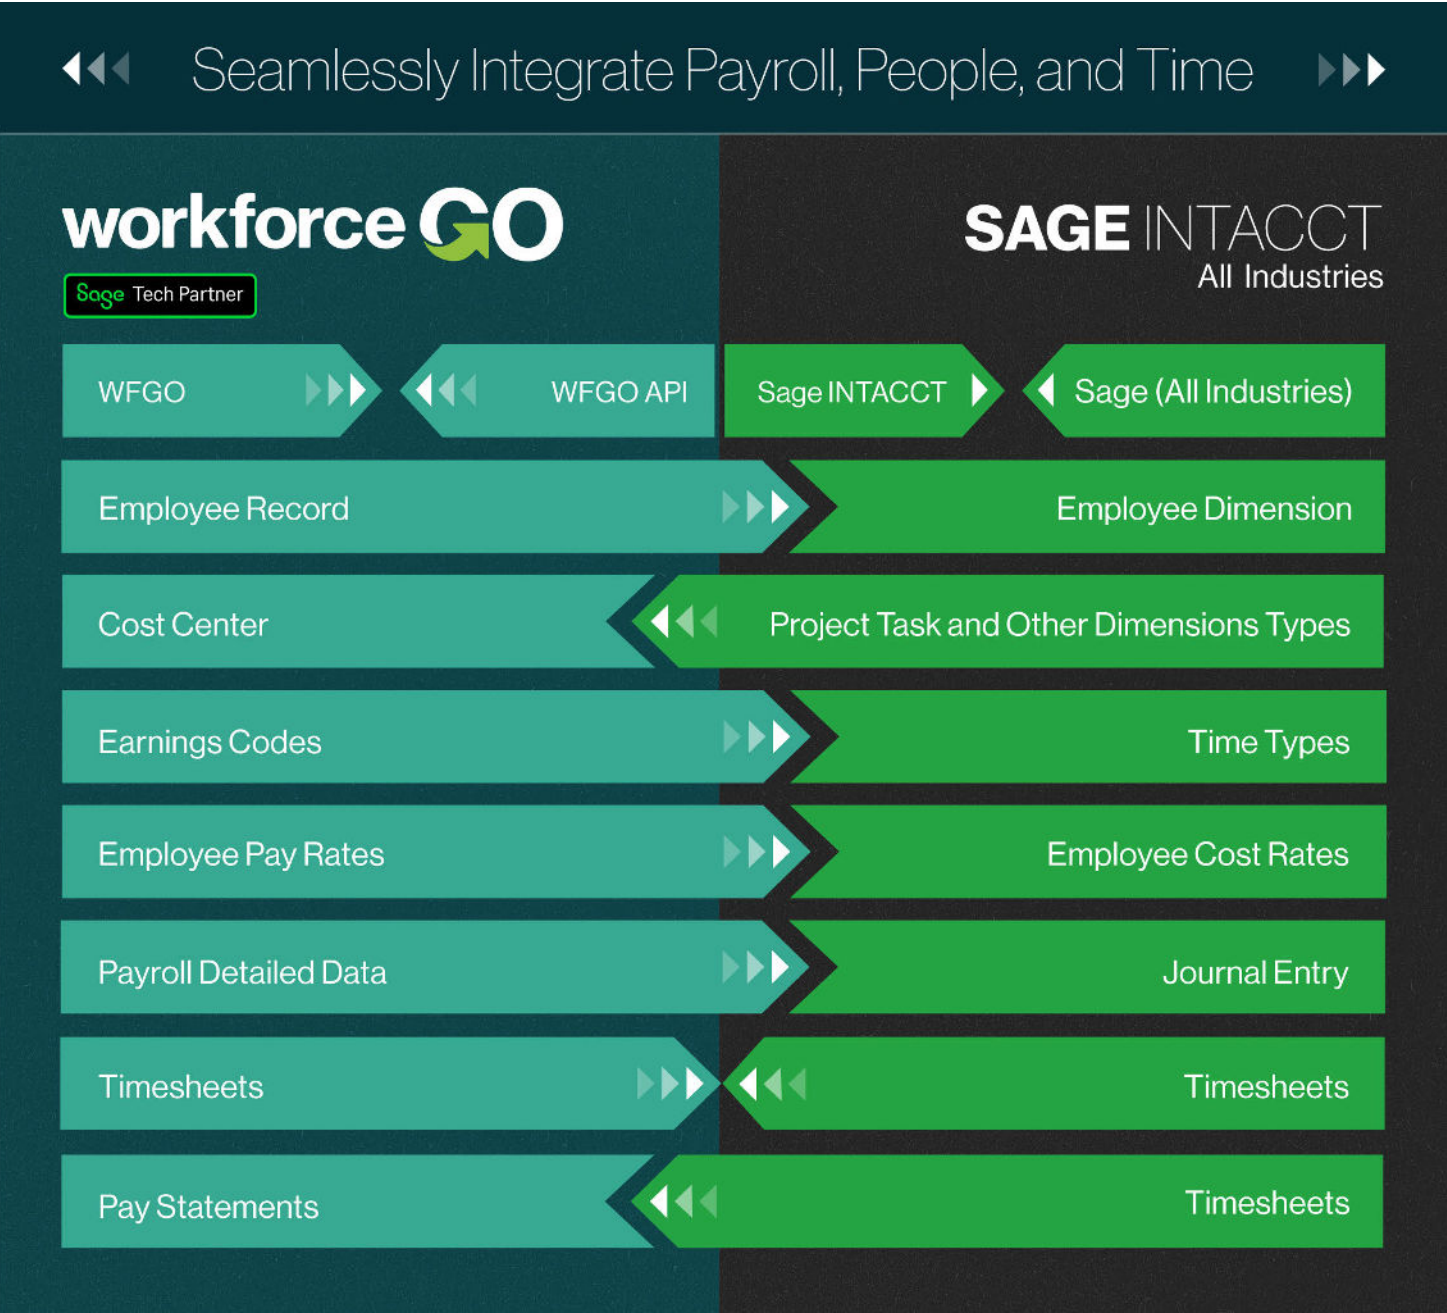 Seamlessly Integrate Payroll, People, and Time
workforce GO
Sage Tech Partner
SAGE INTACCT
All Industries
WFGO
WFGO API
Sage INTACCT
Sage (All Industries)
Employee Record
Employee Dimension
Cost Center
Project Task and Other Dimensions Types
Earnings Codes
Time Types
Employee Pay Rates
Employee Cost Rates
Payroll Detailed Data
Journal Entry
Timesheets
Timesheets
Pay Statements
Timesheets